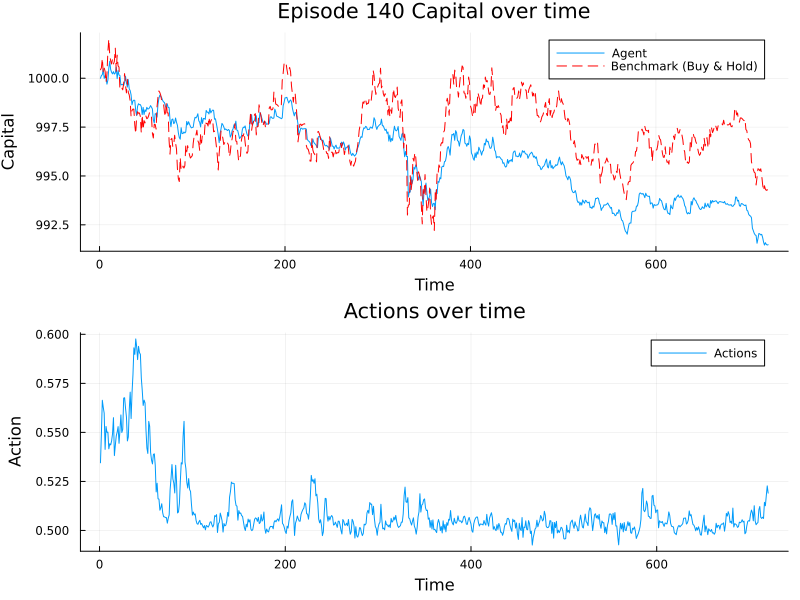 Episode 140 Capital over time
Capital
1000.0
997.5
995.0
992.5
Agent
Benchmark (Buy & Hold)
0 200 400 600
Time
Actions over time
Action
0.600
0.575
0.550
0.525
0.500
Actions
0 200 400 600
Time